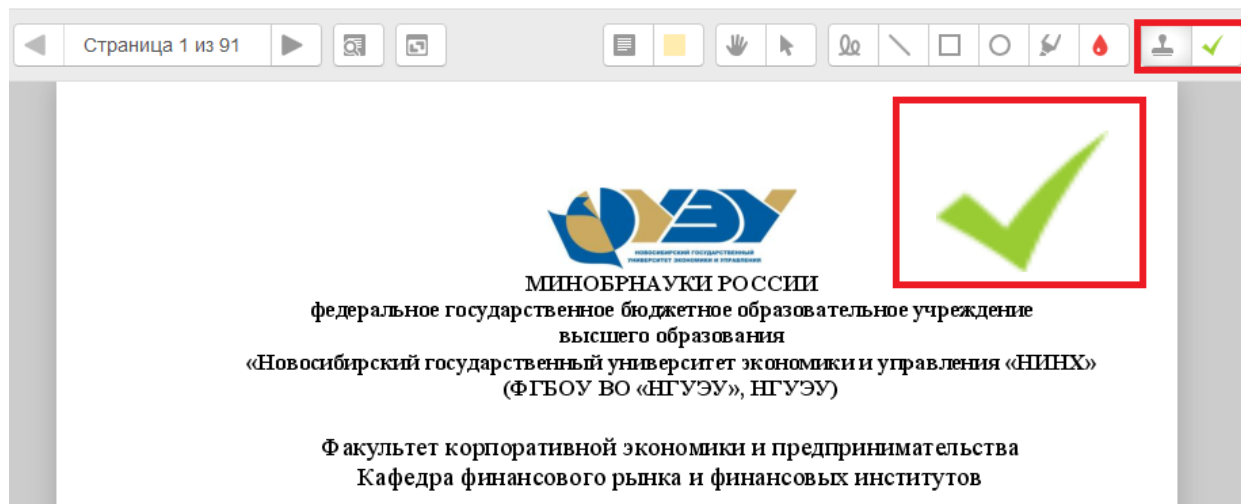 Страница 1 из 91
НОВОСИБИРСКИЙ ГОСУДАРСТВЕННЫЙ
УНИВЕРСИТЕТ ЭКОНОМИКИ И УПРАВЛЕНИЯ
МИНОБРНАУКИ РОССИИ
федеральное государственное бюджетное образовательное учреждение
высшего образования
«Новосибирский государственный университет экономики и управления «НИНХ»
(ФГБОУ ВО «НГУЭУ», НГУЭУ)
Факультет корпоративной экономики и предпринимательства
Кафедра финансового рынка и финансовых институтов